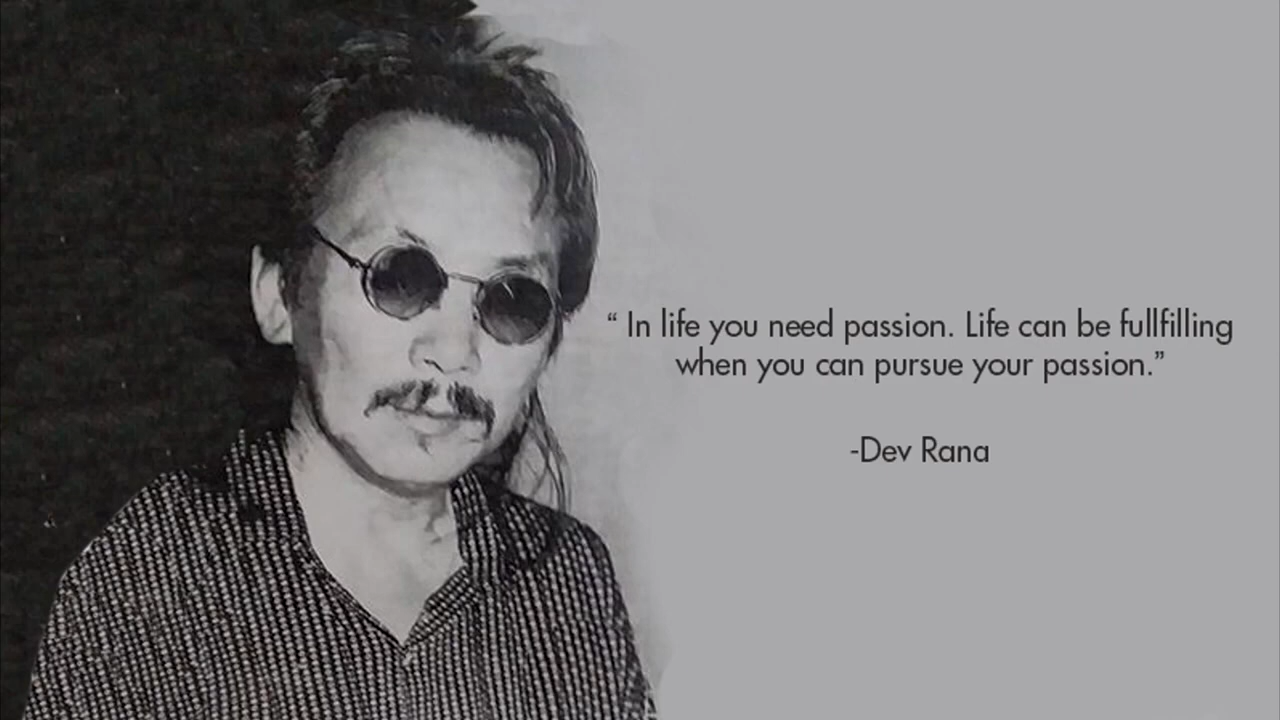 “ In life you need passion. Life can be fullfilling
when you can pursue your passion.”
-Dev Rana